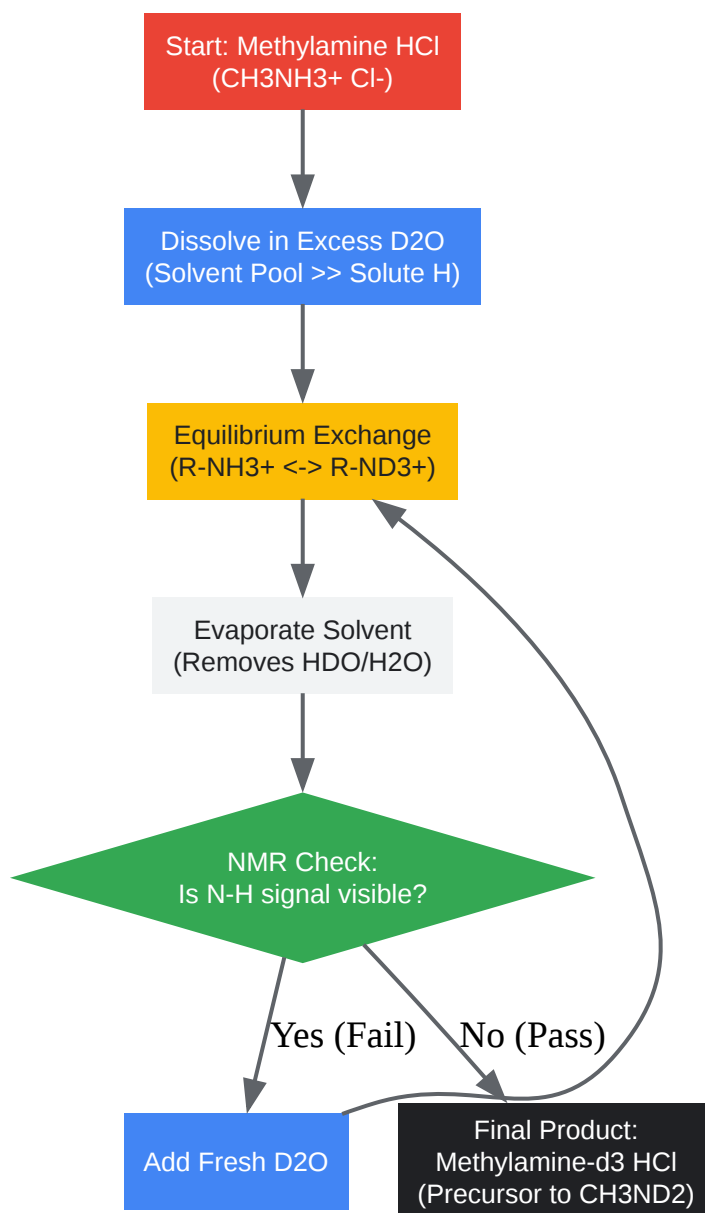 Start: Methylamine HCl
(CH3NH3+ Cl-)
Dissolve in Excess D2O
(Solvent Pool >> Solute H)
Equilibrium Exchange
(R-NH3+ <-> R-ND3+)
Evaporate Solvent
(Removes HDO/H2O)
NMR Check:
Is N-H signal visible?
Yes (Fail)
No (Pass)
Add Fresh D2O
Final Product:
Methylamine-d3 HCl
(Precursor to CH3ND2)